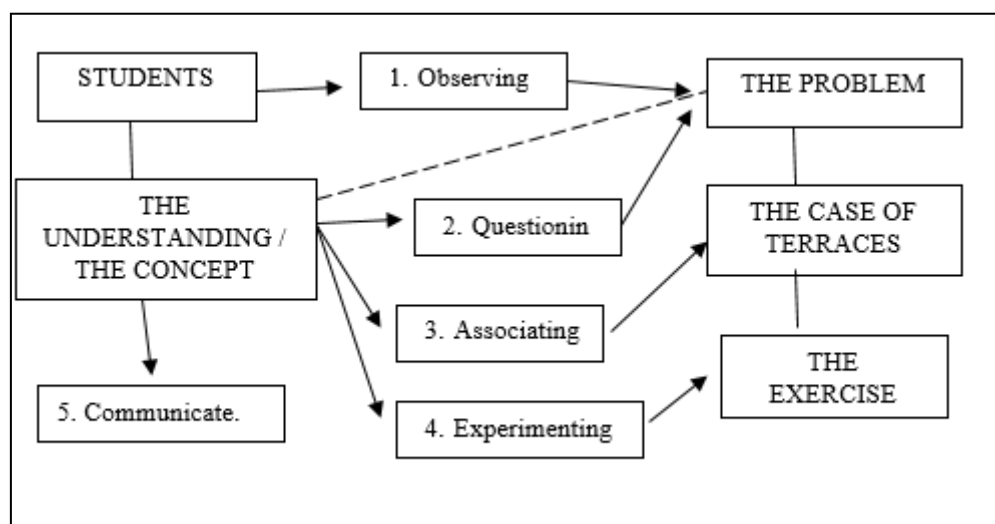 STUDENTS
1. Observing
THE PROBLEM
THE
UNDERSTANDING /
THE CONCEPT
2. Questionin
THE CASE OF
TERRACES
3. Associating
THE
EXERCISE
5. Communicate.
4. Experimenting